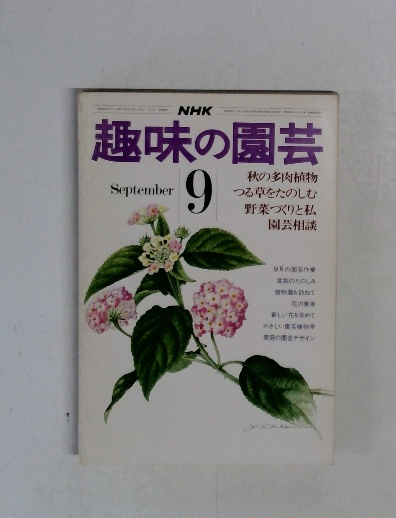 NHK
趣味の園芸
September 9
秋の多肉植物
つる草をたのしむ
野菜づくりと私
園芸相談
9月の園芸作業
盆栽のたのしみ
植物園を訪ねて
花の美術
新しい花を求めて
やさしい園芸植物学
家庭の園芸デザイン